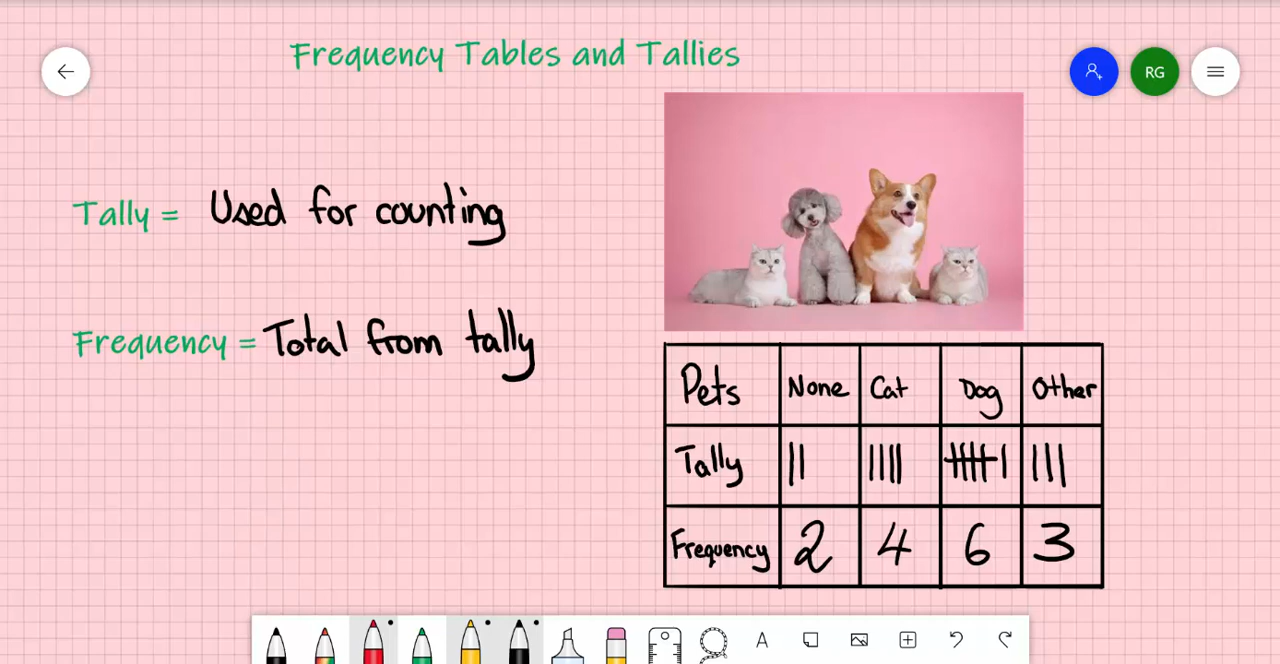 Frequency Tables and Tallies
RG
Tally = Used for counting
Frequency = Total from tally
Pets None Cat Dog Other
Tally
Frequency 2 4 6 3
A